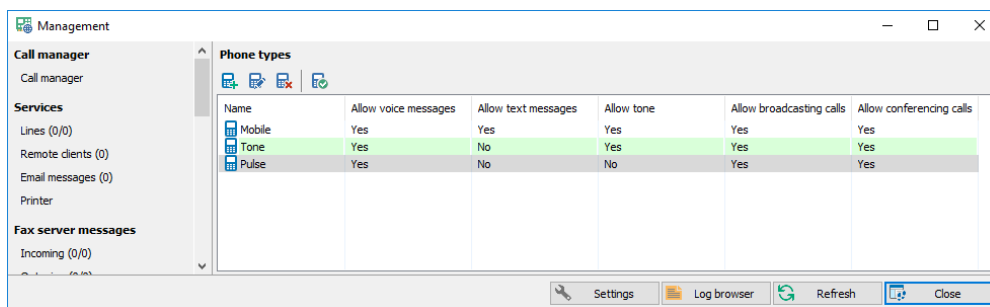 Management
Call manager
Call manager
Services
Lines (0/0)
Remote clients (0)
Email messages (0)
Printer
Fax server messages
Incoming (0/0)
Phone types
Name Allow voice messages Allow text messages Allow tone Allow broadcasting calls Allow conferencing calls
Mobile Yes Yes Yes Yes Yes
Tone Yes No Yes Yes Yes
Pulse Yes No No Yes Yes
Settings Log browser Refresh Close